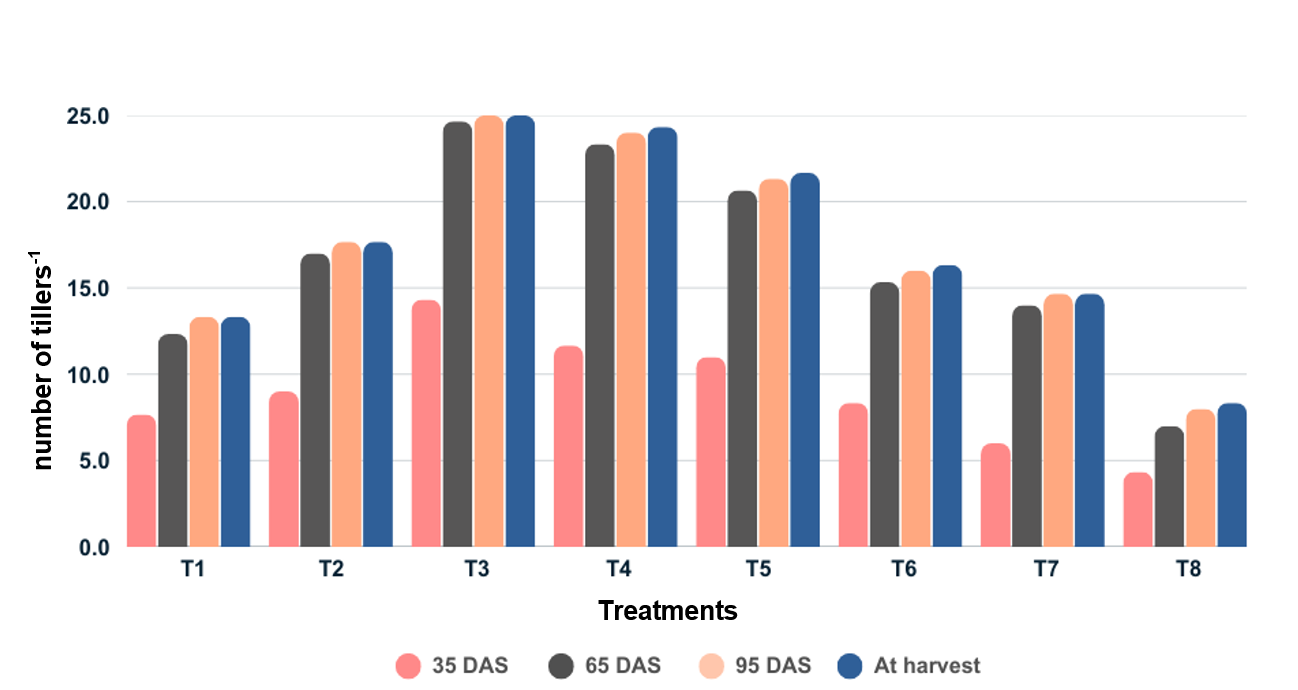 25.0
20.0
15.0
10.0
5.0
0.0
number of tillers⁻¹
T1 T2 T3 T4 T5 T6 T7 T8
Treatments
35 DAS 65 DAS 95 DAS At harvest